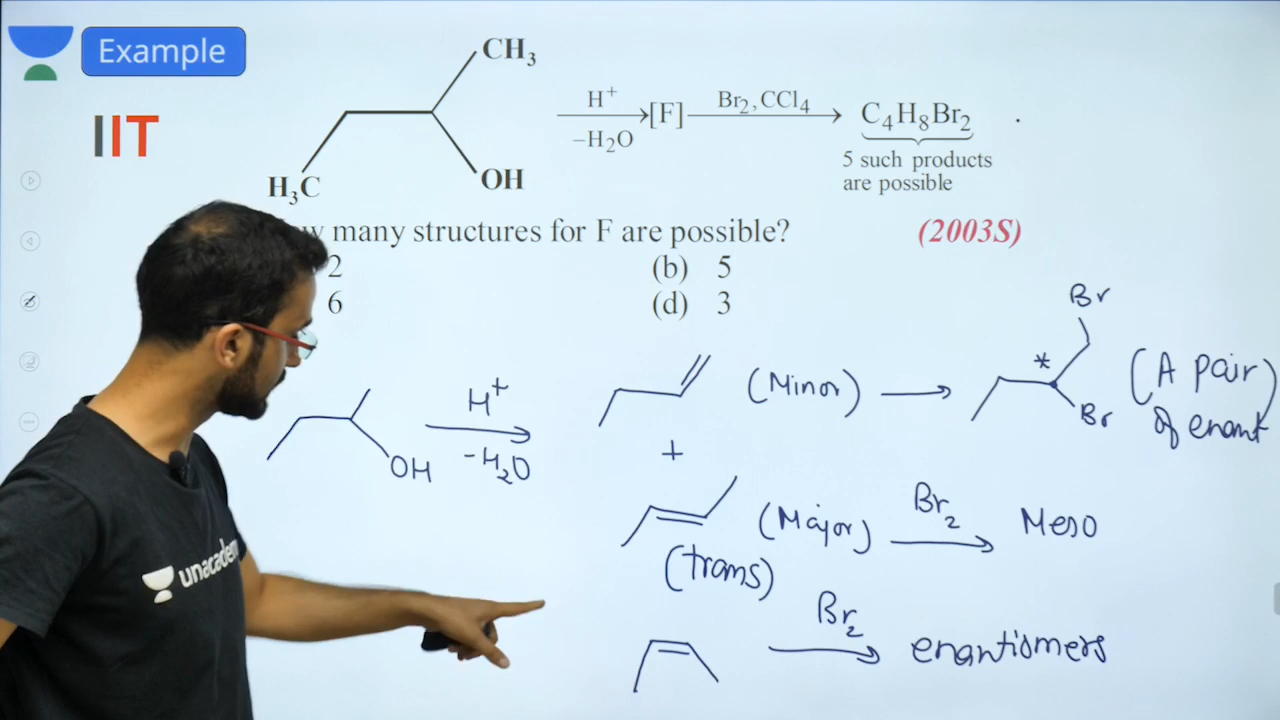 Example
IIT
CH3
H3C
OH
H+
−H2O
[F]
Br2, CCl4
C4H8Br2 .
5 such products
are possible
many structures for F are possible? (2003S)
2
(b) 5
6
(d) 3
OH
H+
-H2O
(Minor)
+
Br
*
Br
(A pair)
of enant
(Major)
(trans)
Br2
Meso
Br2
enantiomers
unacademy